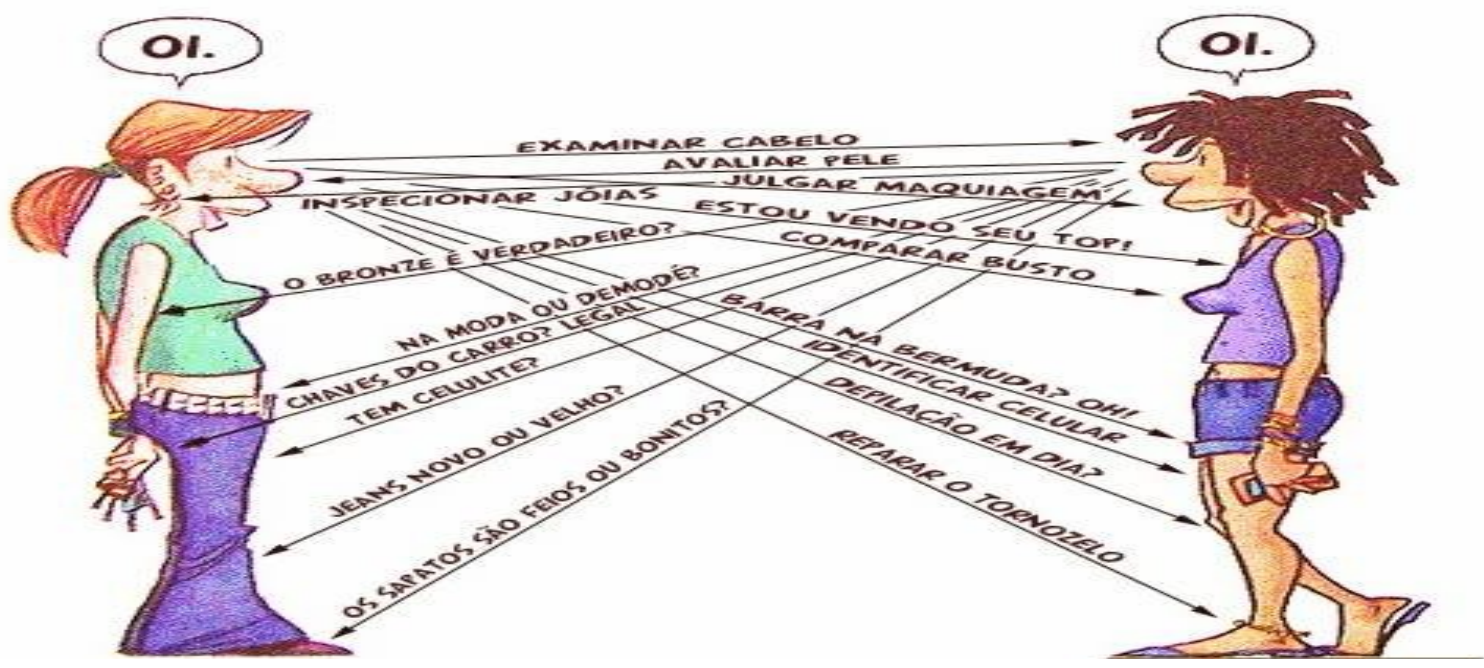 OI.
OI.
EXAMINAR CABELO
AVALIAR PELE
JULGAR MAQUIAGEM
INSPECIONAR JÓIAS
ESTOU VENDO SEU TOP!
O BRONZE É VERDADEIRO?
COMPARAR BUSTO
NA MODA OU DEMODÉ?
BARRA NA BERMUDA? OH!
CHAVES DO CARRO? LEGAL
IDENTIFICAR CELULAR
TEM CELULITE?
DEPILAÇÃO EM DIA?
JEANS NOVO OU VELHO?
REPARAR O TORNOZELO
OS SAPATOS SÃO FEIOS OU BONITOS?